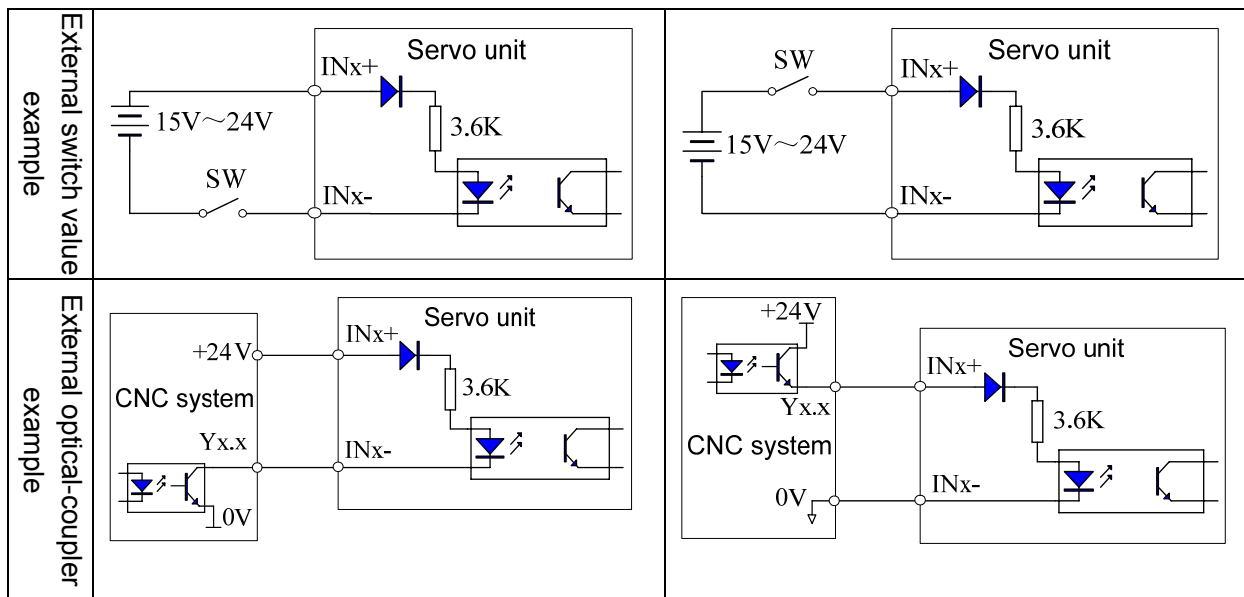 External switch value
example
Servo unit
INx+
15V～24V
3.6K
SW
INx-
Servo unit
SW
INx+
3.6K
15V～24V
INx-
External optical-coupler
example
Servo unit
INx+
+24V
3.6K
CNC system
Yx.x
INx-
0V
+24V
Servo unit
INx+
Yx.x
3.6K
CNC system
0V
INx-